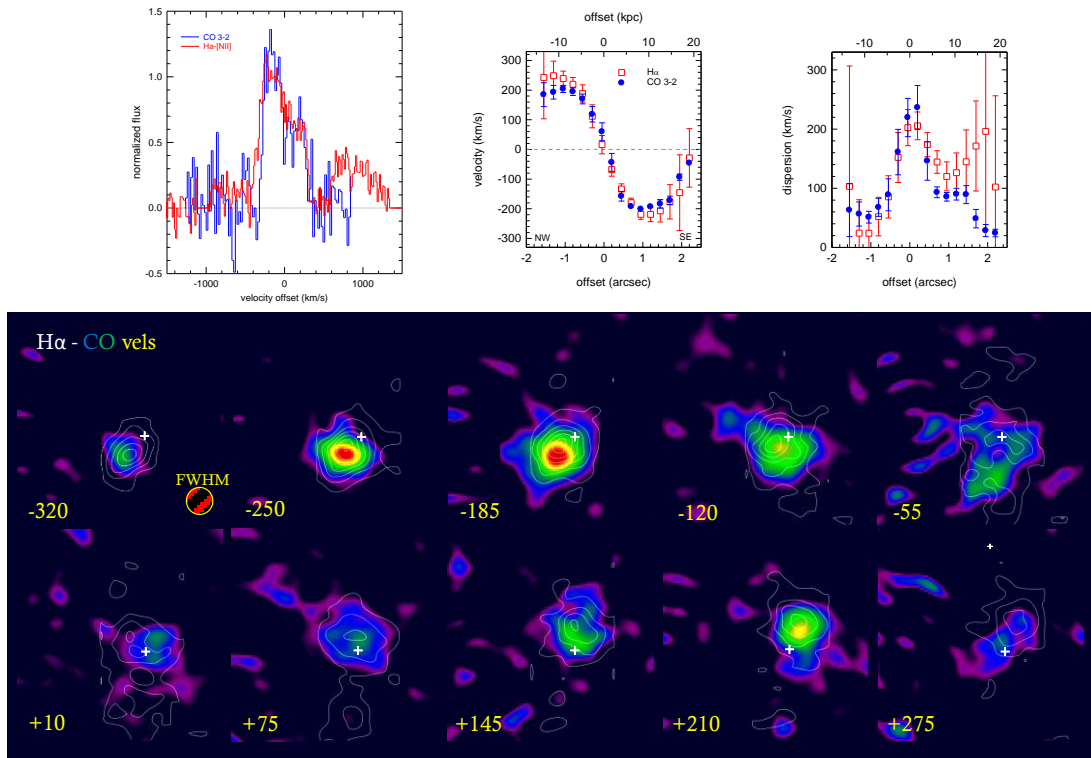 CO 3-2
Ha-[NII]
normalized flux
1.5
1.0
0.5
0.0
-0.5
-1000
0
1000
velocity offset (km/s)
offset (kpc)
-10
0
10
20
velocity (km/s)
300
200
100
0
-100
-200
-300
Hα
CO 3-2
NW
SE
-2
-1
0
1
2
offset (arcsec)
offset (kpc)
-10
0
10
20
dispersion (km/s)
300
200
100
0
-2
-1
0
1
2
offset (arcsec)
Hα - CO vels
FWHM
-320
-250
-185
-120
-55
+10
+75
+145
+210
+275